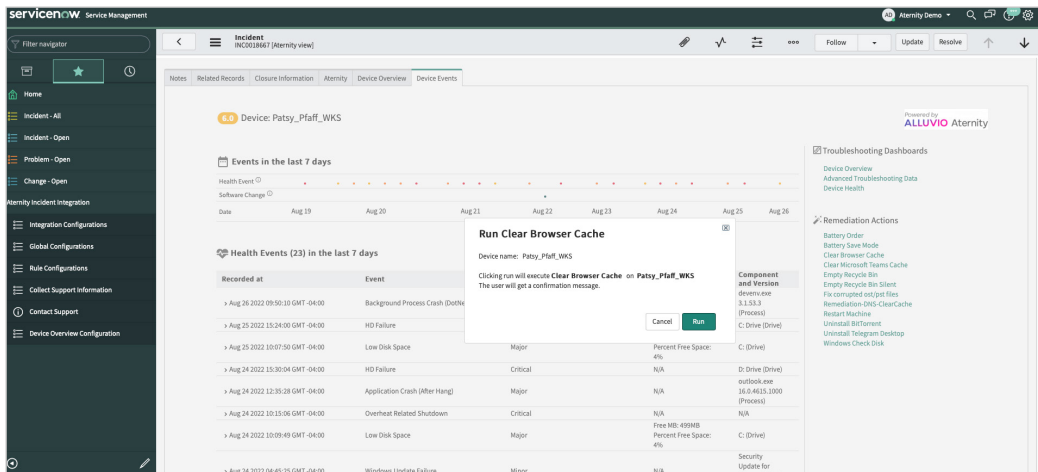 servicenow Service Management
AD Aternity Demo
Filter navigator
Incident
INC0018667 [Aternity view]
Follow
Update
Resolve
Home
Incident - All
Incident - Open
Problem - Open
Change - Open
Aternity Incident Integration
Integration Configurations
Global Configurations
Rule Configurations
Collect Support Information
Contact Support
Device Overview Configuration
Notes Related Records Closure Information Aternity Device Overview Device Events
6.0 Device: Patsy_Pfaff_WKS
Powered by
ALLUVIO Aternity
Events in the last 7 days
Health Event
Software Change
Date Aug 19 Aug 20 Aug 21 Aug 22 Aug 23 Aug 24 Aug 25 Aug 26
Health Events (23) in the last 7 days
Recorded at Event Component
and Version
> Aug 26 2022 09:50:10 GMT -04:00 Background Process Crash (DotNe
devenv.exe
3.1.53.3
(Process)
> Aug 25 2022 15:24:00 GMT -04:00 HD Failure C: Drive (Drive)
> Aug 25 2022 10:07:50 GMT -04:00 Low Disk Space Major Percent Free Space: C: (Drive)
4%
> Aug 24 2022 15:30:04 GMT -04:00 HD Failure Critical N/A D: Drive (Drive)
> Aug 24 2022 12:35:28 GMT -04:00 Application Crash (After Hang) Major N/A
outlook.exe
16.0.4615.1000
(Process)
> Aug 24 2022 10:15:06 GMT -04:00 Overheat Related Shutdown Critical N/A N/A
> Aug 24 2022 10:09:49 GMT -04:00 Low Disk Space Major
Free MB: 499MB
Percent Free Space:
4%
C: (Drive)
> Aug 24 2022 04:45:15 GMT -04:00 Windows Update Failure Minor N/A
Security
Update for
Run Clear Browser Cache
Device name: Patsy_Pfaff_WKS
Clicking run will execute Clear Browser Cache on Patsy_Pfaff_WKS
The user will get a confirmation message.
Cancel
Run
Troubleshooting Dashboards
Device Overview
Advanced Troubleshooting Data
Device Health
Remediation Actions
Battery Order
Battery Save Mode
Clear Browser Cache
Clear Microsoft Teams Cache
Empty Recycle Bin
Empty Recycle Bin Silent
Fix corrupted ost/pst files
Remediation-DNS-ClearCache
Restart Machine
Uninstall BitTorrent
Uninstall Telegram Desktop
Windows Check Disk